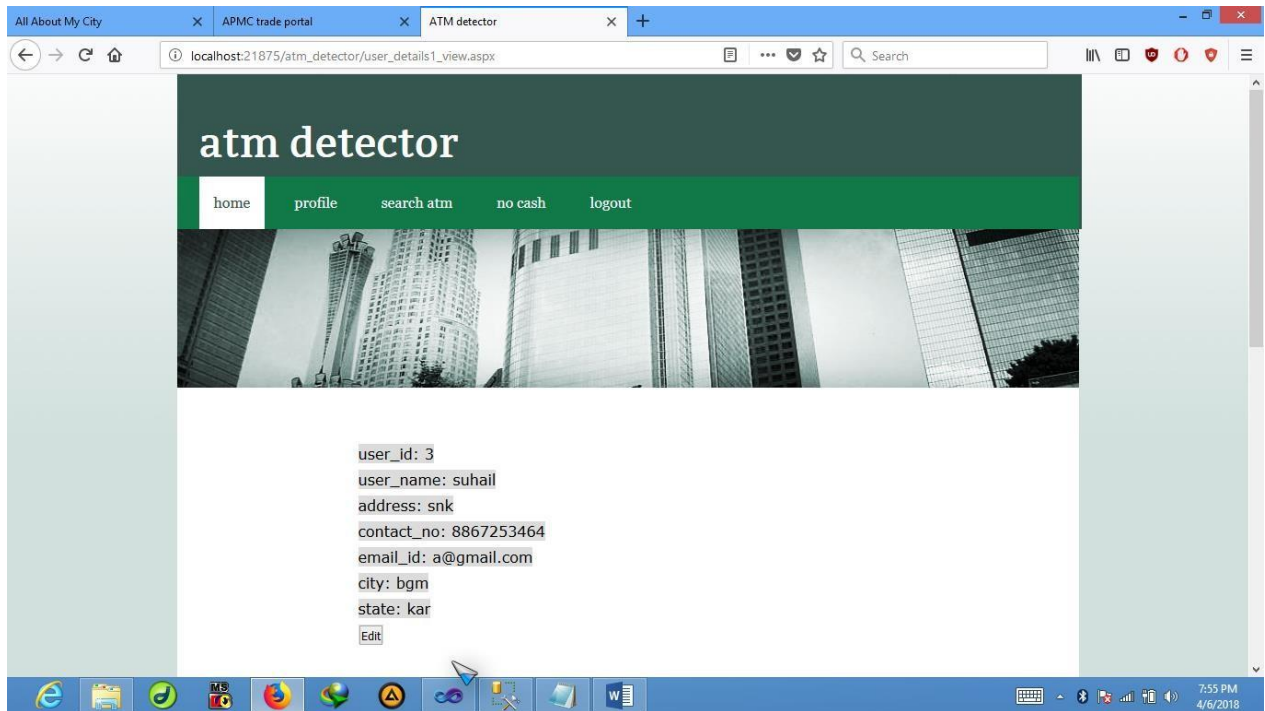 All About My City
APMC trade portal
ATM detector
localhost:21875/atm_detector/user_details1_view.aspx
Search
atm detector
home profile search atm no cash logout
user_id: 3
user_name: suhail
address: snk
contact_no: 8867253464
email_id: a@gmail.com
city: bgm
state: kar
Edit
MS
7:55 PM
4/6/2018